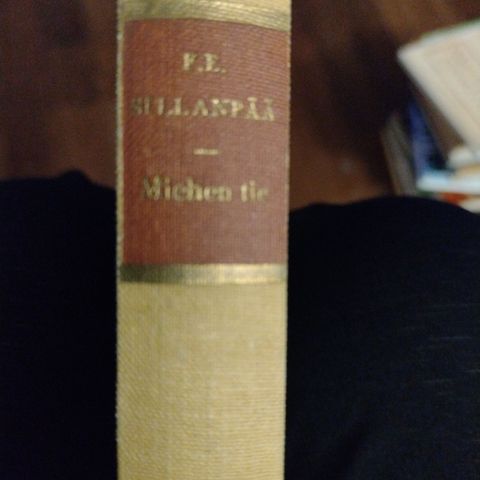 F.E.
SILLANPÄÄ
Miehen tie